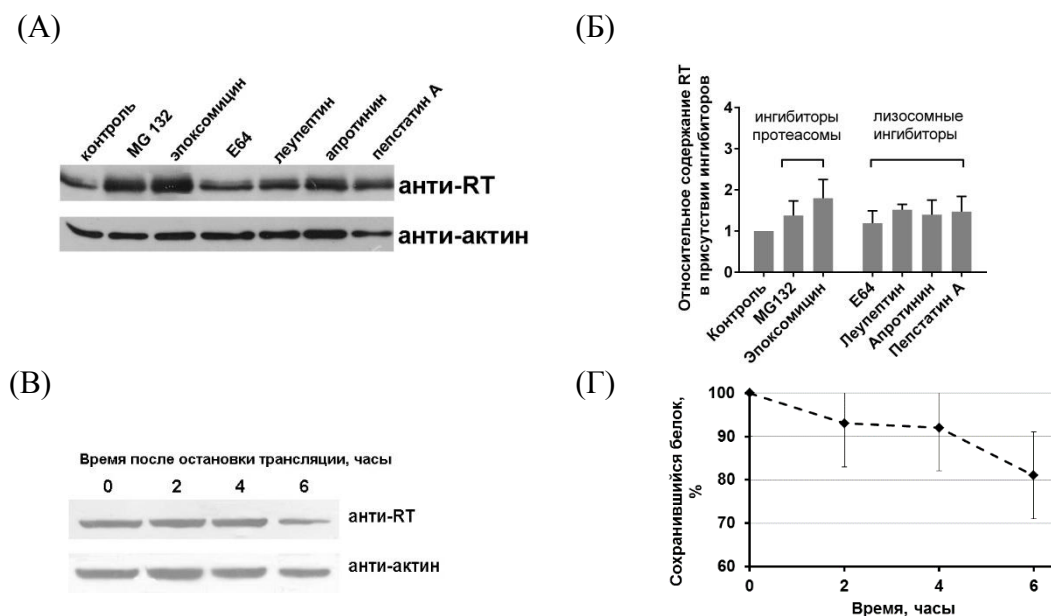 (А)
контроль
MG 132
эпоксомицин
E64
леупептин
апротинин
пепстатин А
анти-RT
анти-актин
(Б)
Относительное содержание RT
в присутствии ингибиторов
4
3
2
1
0
ингибиторы
протеасомы
лизосомные
ингибиторы
Контроль
MG132
Эпоксомицин
E64
Леупептин
Апротинин
Пепстатин А
(В)
Время после остановки трансляции, часы
0 2 4 6
анти-RT
анти-актин
(Г)
Сохранившийся белок,
%
100
90
80
70
60
0 2 4 6
Время, часы